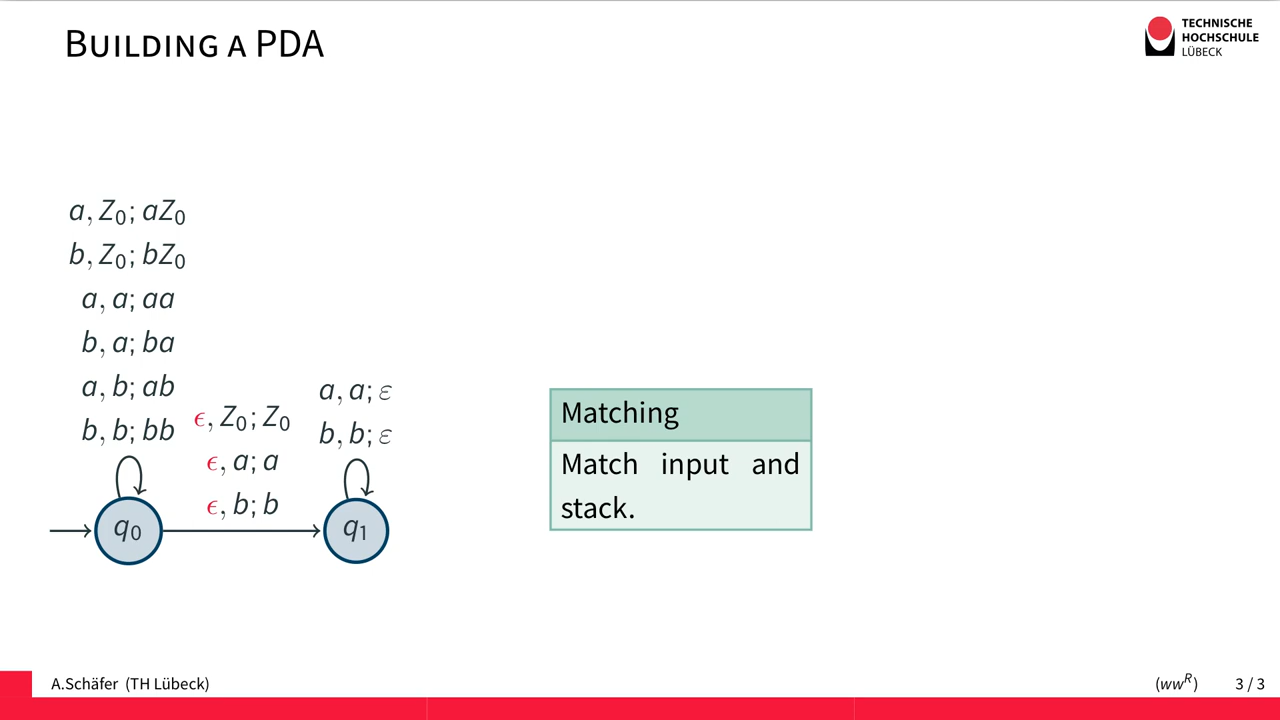 BUILDING A PDA
TECHNISCHE
HOCHSCHULE
LÜBECK
a, Z₀; aZ₀
b, Z₀; bZ₀
a, a; aa
b, a; ba
a, b; ab
b, b; bb
ϵ, Z₀; Z₀
ϵ, a; a
ϵ, b; b
a, a; ε
b, b; ε
q₀
q₁
Matching
Match input and
stack.
A.Schäfer (TH Lübeck)
(wwᴿ)
3 / 3